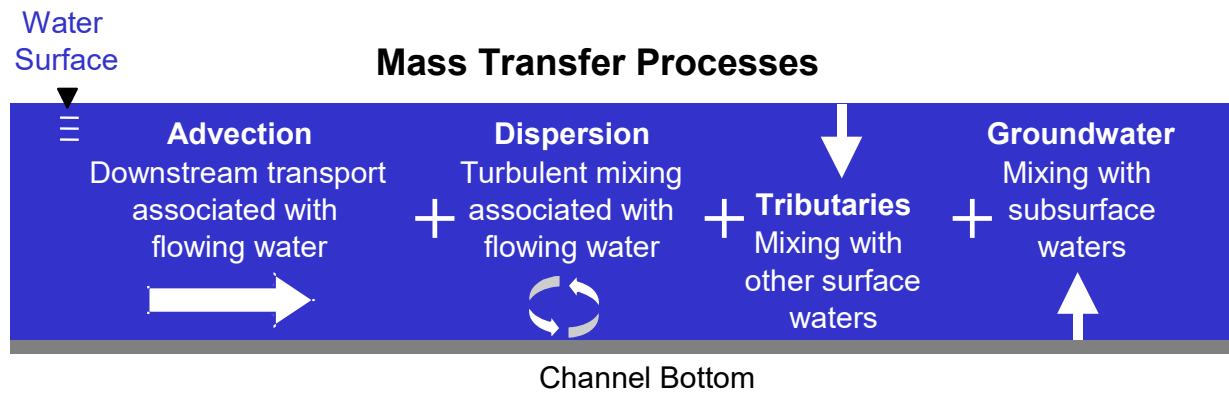 Water
Surface
Mass Transfer Processes
Advection
Downstream transport
associated with
flowing water
+
Dispersion
Turbulent mixing
associated with
flowing water
+
Tributaries
Mixing with
other surface
waters
+
Groundwater
Mixing with
subsurface
waters
Channel Bottom